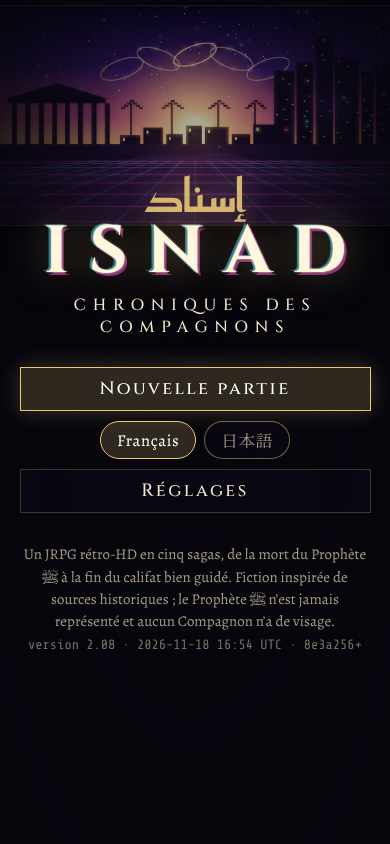 إسناد
ISNAD
CHRONIQUES DES
COMPAGNONS
NOUVELLE PARTIE
Français
日本語
RÉGLAGES
Un JRPG rétro-HD en cinq sagas, de la mort du Prophète
ﷺ à la fin du califat bien guidé. Fiction inspirée de
sources historiques ; le Prophète ﷺ n'est jamais
représenté et aucun Compagnon n'a de visage.
version 2.08 · 2026-11-18 16:54 UTC · 8e3a256+